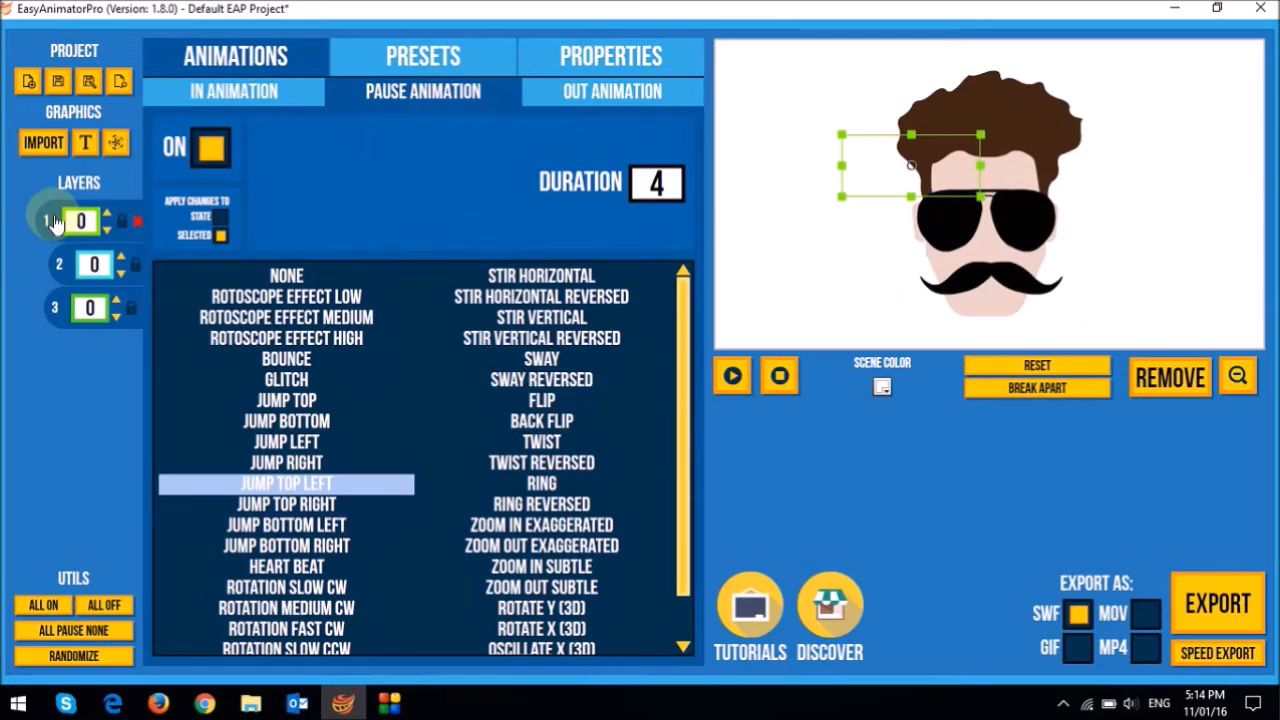 EasyAnimatorPro (Version: 1.8.0) - Default EAP Project*
PROJECT
GRAPHICS
IMPORT T
LAYERS
1 0
2 0
3 0
UTILS
ALL ON ALL OFF
ALL PAUSE NONE
RANDOMIZE
ANIMATIONS PRESETS PROPERTIES
IN ANIMATION PAUSE ANIMATION OUT ANIMATION
ON
DURATION 4
APPLY CHANGES TO
STATE
SELECTED
NONE
ROTOSCOPE EFFECT LOW
ROTOSCOPE EFFECT MEDIUM
ROTOSCOPE EFFECT HIGH
BOUNCE
GLITCH
JUMP TOP
JUMP BOTTOM
JUMP LEFT
JUMP RIGHT
JUMP TOP LEFT
JUMP TOP RIGHT
JUMP BOTTOM LEFT
JUMP BOTTOM RIGHT
HEART BEAT
ROTATION SLOW CW
ROTATION MEDIUM CW
ROTATION FAST CW
ROTATION SLOW CCW
STIR HORIZONTAL
STIR HORIZONTAL REVERSED
STIR VERTICAL
STIR VERTICAL REVERSED
SWAY
SWAY REVERSED
FLIP
BACK FLIP
TWIST
TWIST REVERSED
RING
RING REVERSED
ZOOM IN EXAGGERATED
ZOOM OUT EXAGGERATED
ZOOM IN SUBTLE
ZOOM OUT SUBTLE
ROTATE Y (3D)
ROTATE X (3D)
OSCILLATE X (3D)
SCENE COLOR
RESET
BREAK APART
REMOVE
TUTORIALS DISCOVER
EXPORT AS:
SWF MOV
GIF MP4
EXPORT
SPEED EXPORT
ENG
5:14 PM
11/01/16